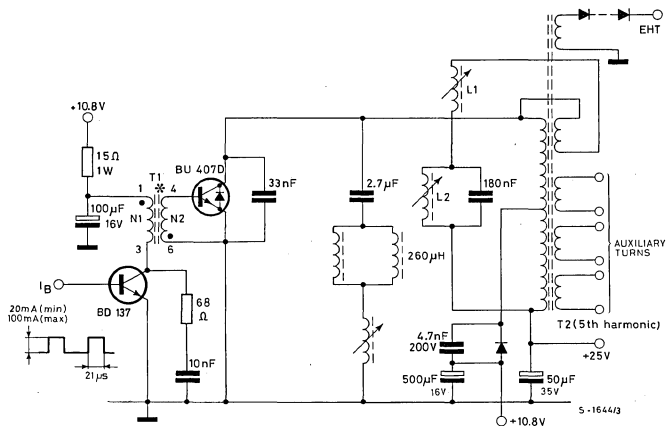 EHT
L1
+10.8V
15Ω
1W
T1
*
BU 407D
1
4
33nF
2.7µF
L2
180nF
100µF
16V
N1
N2
3
6
260µH
AUXILIARY
TURNS
IB
BD 137
20mA(min)
100mA(max)
68
Ω
T2(5th harmonic)
4.7nF
200V
+25V
21µs
10nF
500µF
16V
50µF
35V
+10.8V
S-1644/3